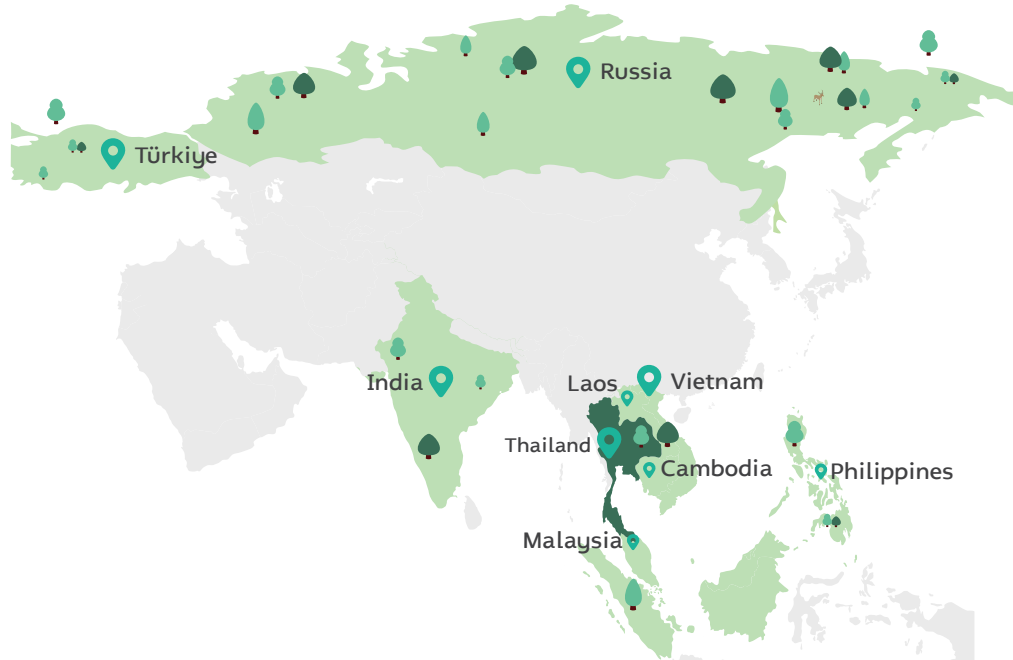 Russia
Türkiye
India
Laos
Vietnam
Thailand
Cambodia
Philippines
Malaysia